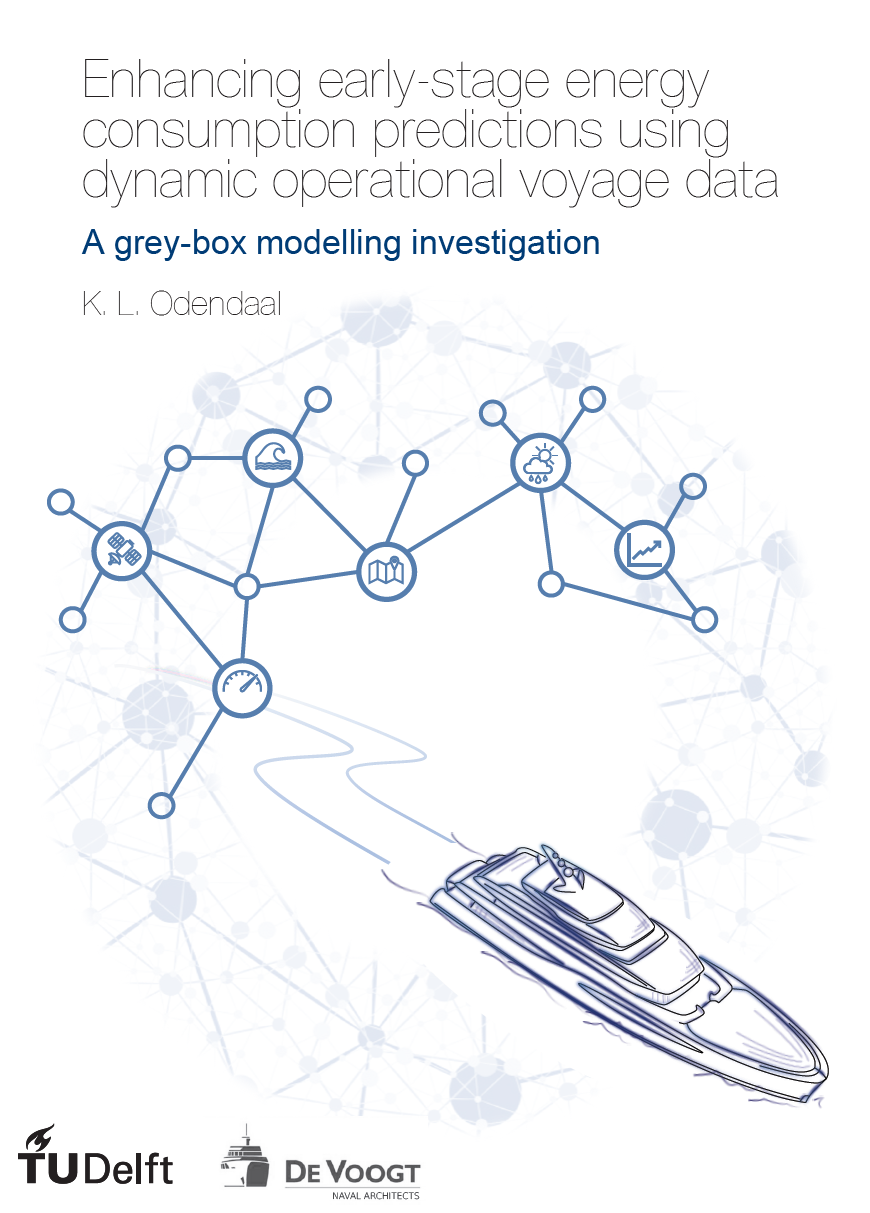 Enhancing early-stage energy
consumption predictions using
dynamic operational voyage data
A grey-box modelling investigation
K. L. Odendaal
TUDelft
DE VOOGT
NAVAL ARCHITECTS